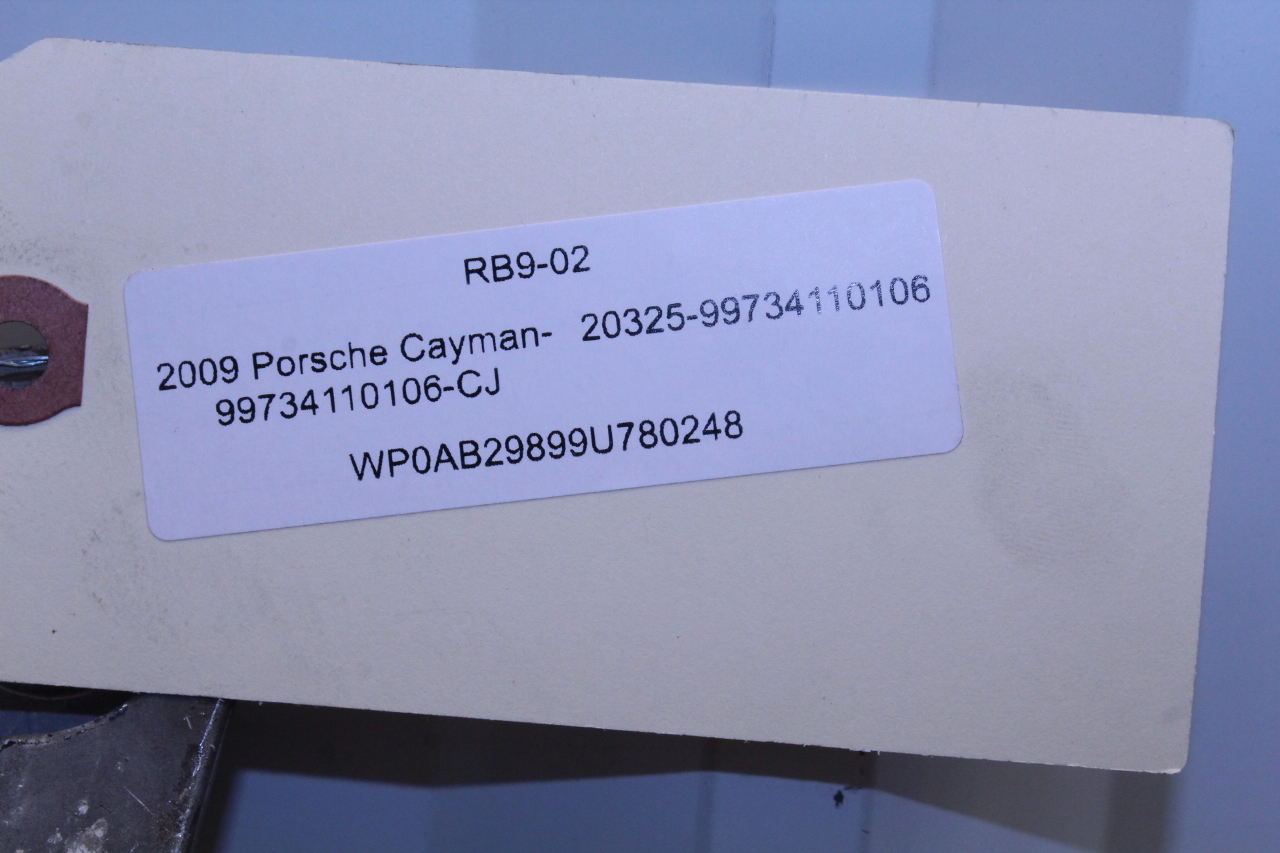 RB9-02
2009 Porsche Cayman- 20325-99734110106
99734110106-CJ
WP0AB29899U780248